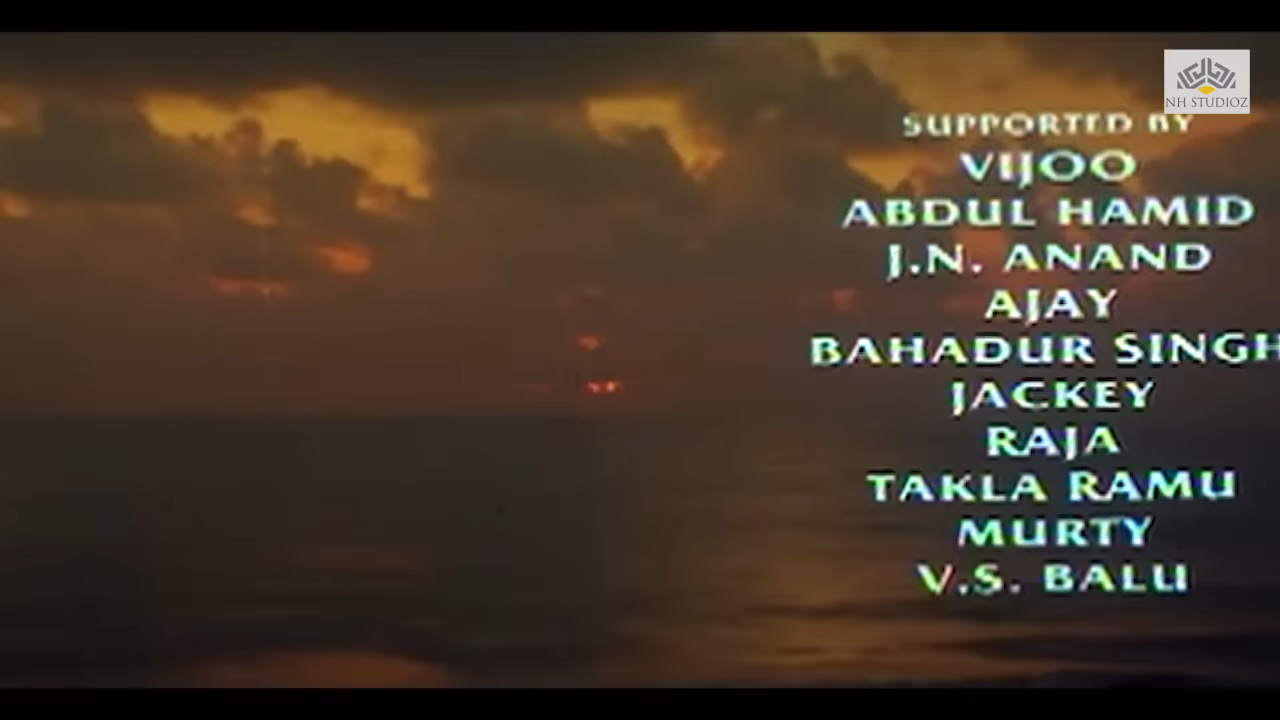 NH STUDIOZ
SUPPORTED BY
VIJOO
ABDUL HAMID
J.N. ANAND
AJAY
BAHADUR SINGH
JACKEY
RAJA
TAKLA RAMU
MURTY
V.S. BALU